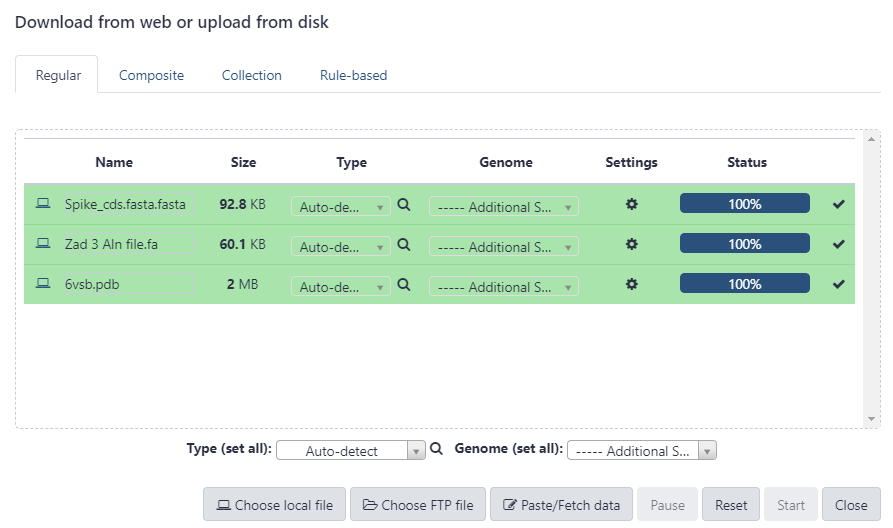 Download from web or upload from disk
Regular Composite Collection Rule-based
Name Size Type Genome Settings Status
Spike_cds.fasta.fasta 92.8 KB Auto-de... ----- Additional S... 100%
Zad 3 Aln file.fa 60.1 KB Auto-de... ----- Additional S... 100%
6vsb.pdb 2 MB Auto-de... ----- Additional S... 100%
Type (set all): Auto-detect Genome (set all): ----- Additional S...
Choose local file Choose FTP file Paste/Fetch data Pause Reset Start Close